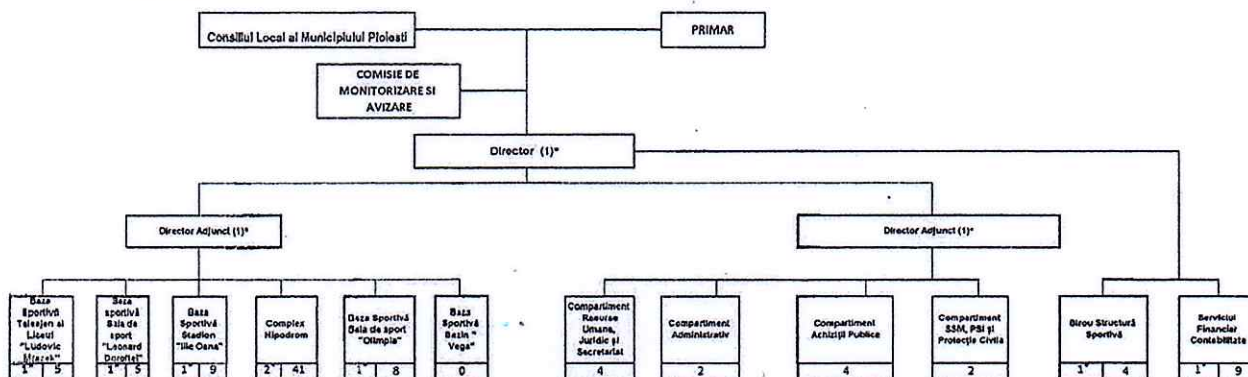 Consiliul Local al Municipiului Ploiesti
PRIMAR
COMISIE DE
MONITORIZARE SI
AVIZARE
Director (1)*
Director Adjunct (1)*
Director Adjunct (1)*
Baza
Sportivă
Teleajen al
Liceul
"Ludovic
Mrazek"
1* 5
Baza
sportivă
Sala de
sport
"Leonard
Doroftei"
1* 5
Baza
Sportivă
Stadion
"Ilie Oana"
1* 9
Complex
Hipodrom
2* 41
Baza Sportivă
Sala de sport
"Olimpia"
1* 8
Baza
Sportivă
Bazin "
Vega"
0
Compartiment
Resurse
Umane,
Juridic și
Secretariat
4
Compartiment
Administrativ
2
Compartiment
Achiziții Publice
4
Compartiment
SSM, PSI și
Protecție Civila
2
Birou Structură
Sportivă
1* 4
Serviciul
Financiar
Contabilitate
1* 9